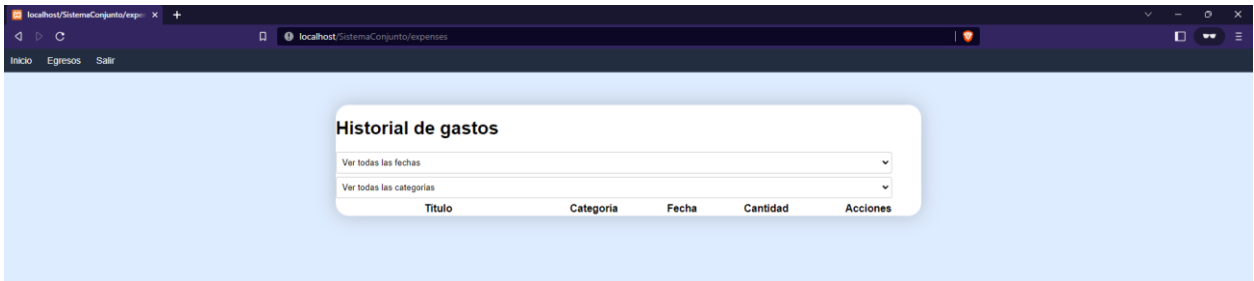 localhost/SistemaConjunto/expe
localhost/SistemaConjunto/expenses
Inicio Egresos Salir
Historial de gastos
Ver todas las fechas
Ver todas las categorias
Titulo Categoria Fecha Cantidad Acciones